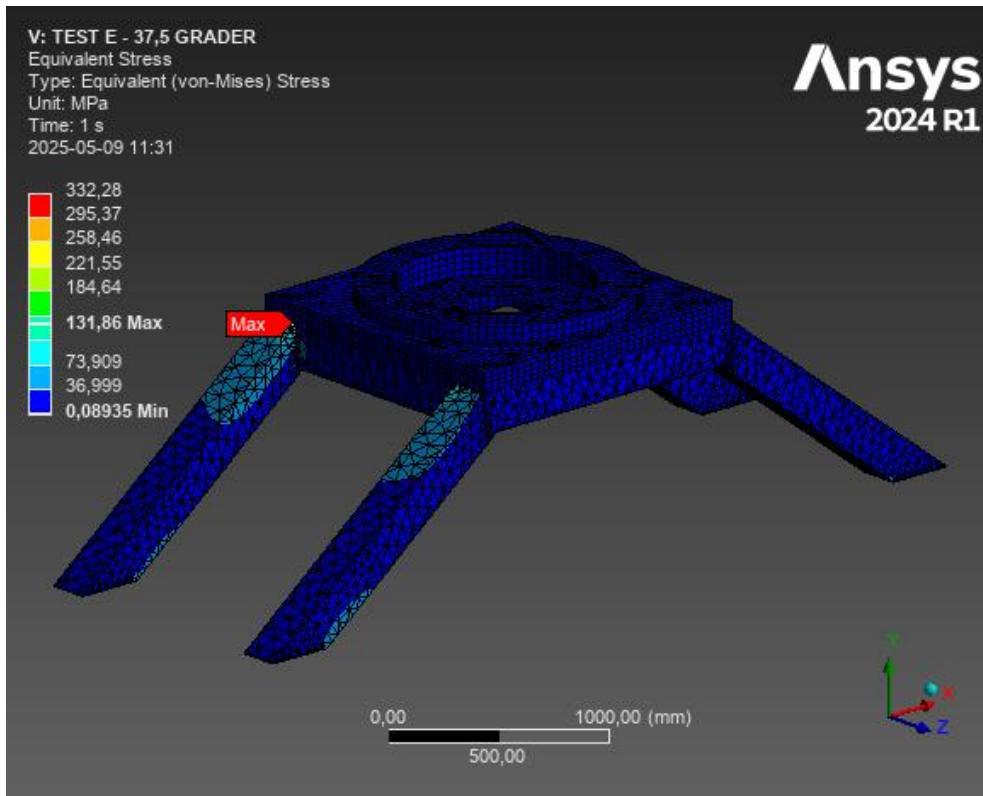 V: TEST E - 37,5 GRADER
Equivalent Stress
Type: Equivalent (von-Mises) Stress
Unit: MPa
Time: 1 s
2025-05-09 11:31
Ansys
2024 R1
332,28
295,37
258,46
221,55
184,64
131,86 Max
73,909
36,999
0,08935 Min
Max
0,00
1000,00 (mm)
500,00
Y
X
Z